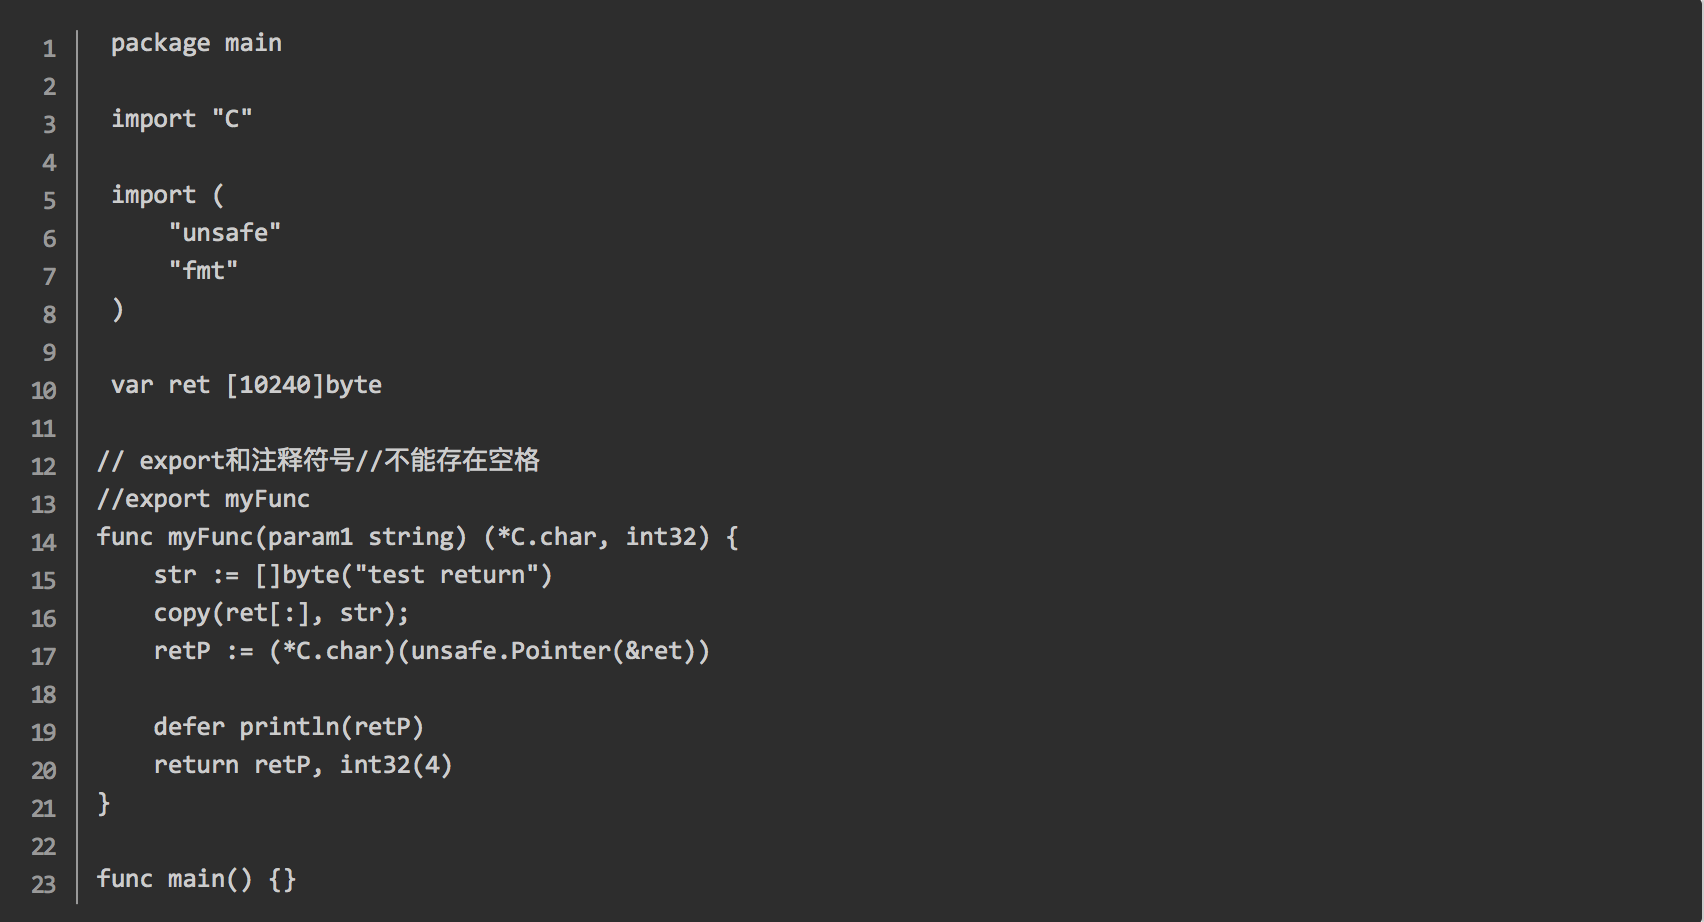 1 package main
2
3 import "C"
4
5 import (
6     "unsafe"
7     "fmt"
8 )
9
10 var ret [10240]byte
11
12 // export和注释符号//不能存在空格
13 //export myFunc
14 func myFunc(param1 string) (*C.char, int32) {
15     str := []byte("test return")
16     copy(ret[:], str);
17     retP := (*C.char)(unsafe.Pointer(&ret))
18
19     defer println(retP)
20     return retP, int32(4)
21 }
22
23 func main() {}